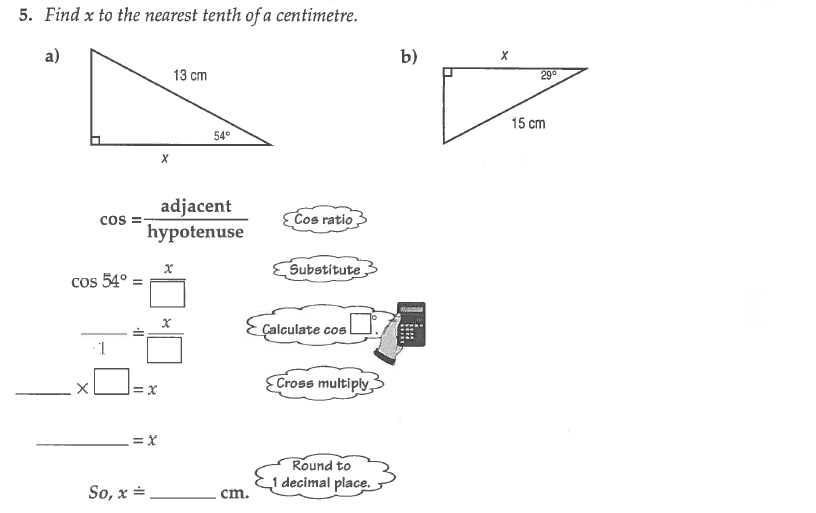 5. Find x to the nearest tenth of a centimetre.
a)
13 cm
54°
x
b)
x
29°
15 cm
cos = adjacent
hypotenuse
Cos ratio
cos 54° = x
Substitute
≐ x
1
Calculate cos °.
× = x
Cross multiply
= x
So, x ≐ cm.
Round to
1 decimal place.